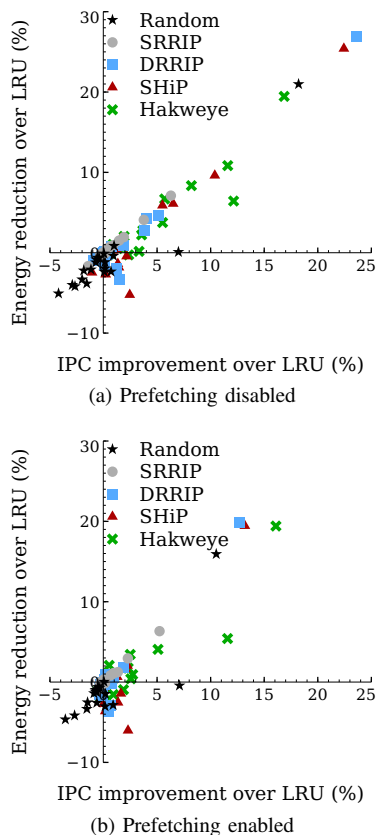 30
20
10
0
−10
Energy reduction over LRU (%)
Random
SRRIP
DRRIP
SHiP
Hakweye
−5 0 5 10 15 20 25
IPC improvement over LRU (%)
(a) Prefetching disabled
30
20
10
0
−10
Energy reduction over LRU (%)
Random
SRRIP
DRRIP
SHiP
Hakweye
−5 0 5 10 15 20 25
IPC improvement over LRU (%)
(b) Prefetching enabled